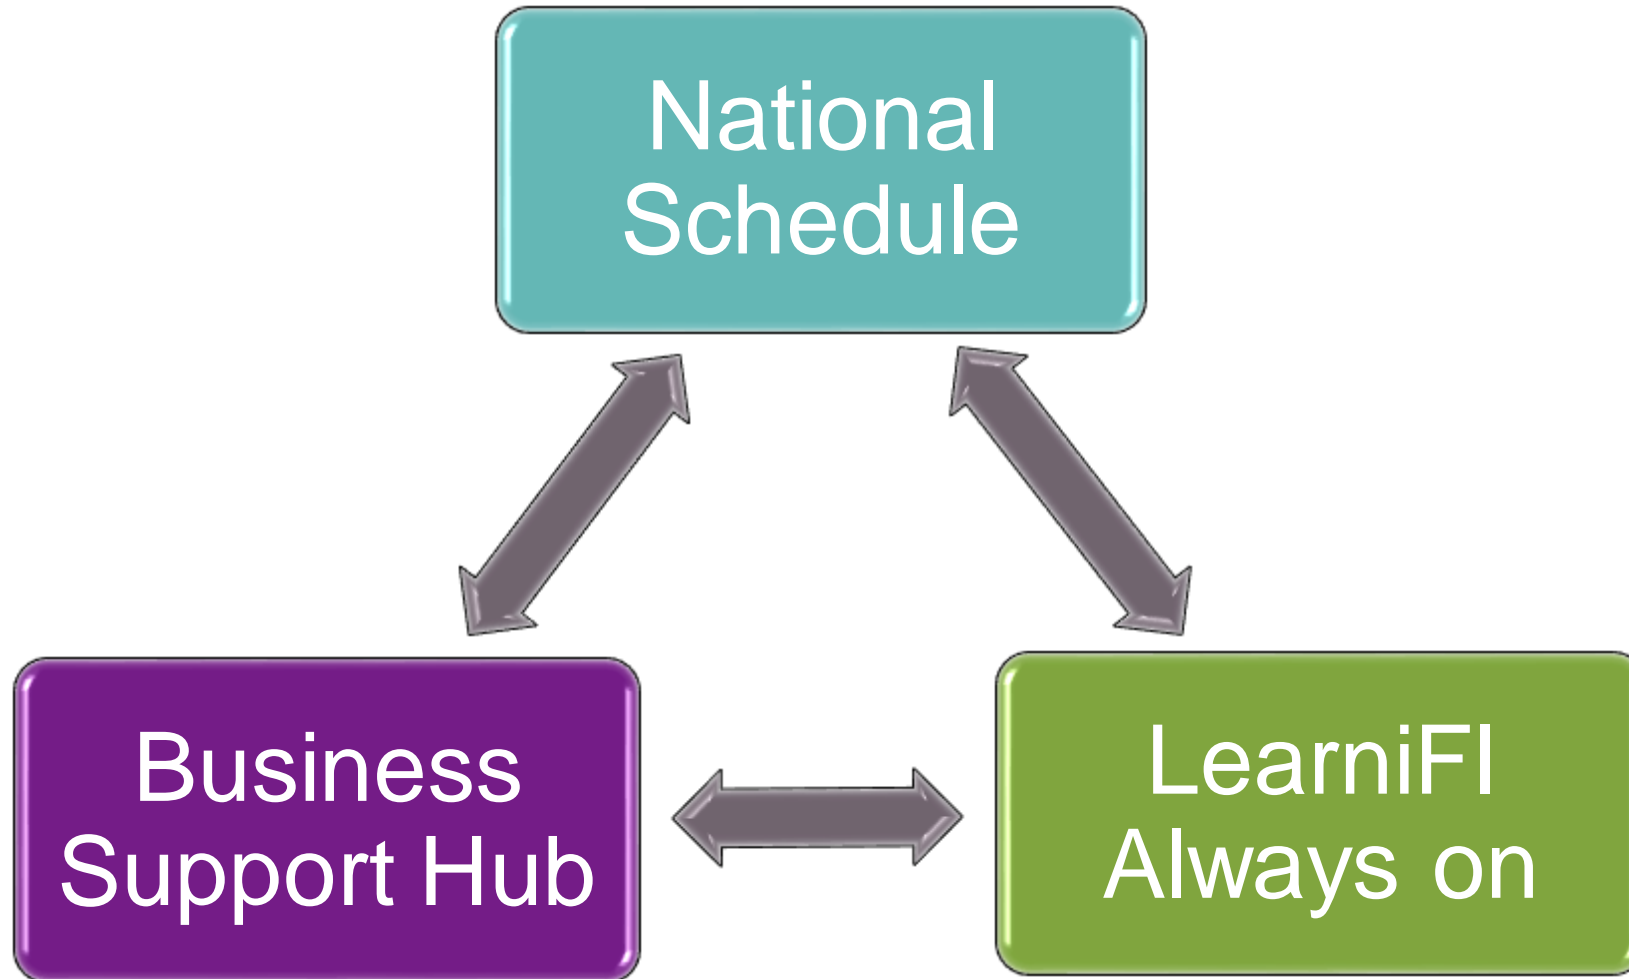 National
Schedule
Business
Support Hub
LearniFI
Always on